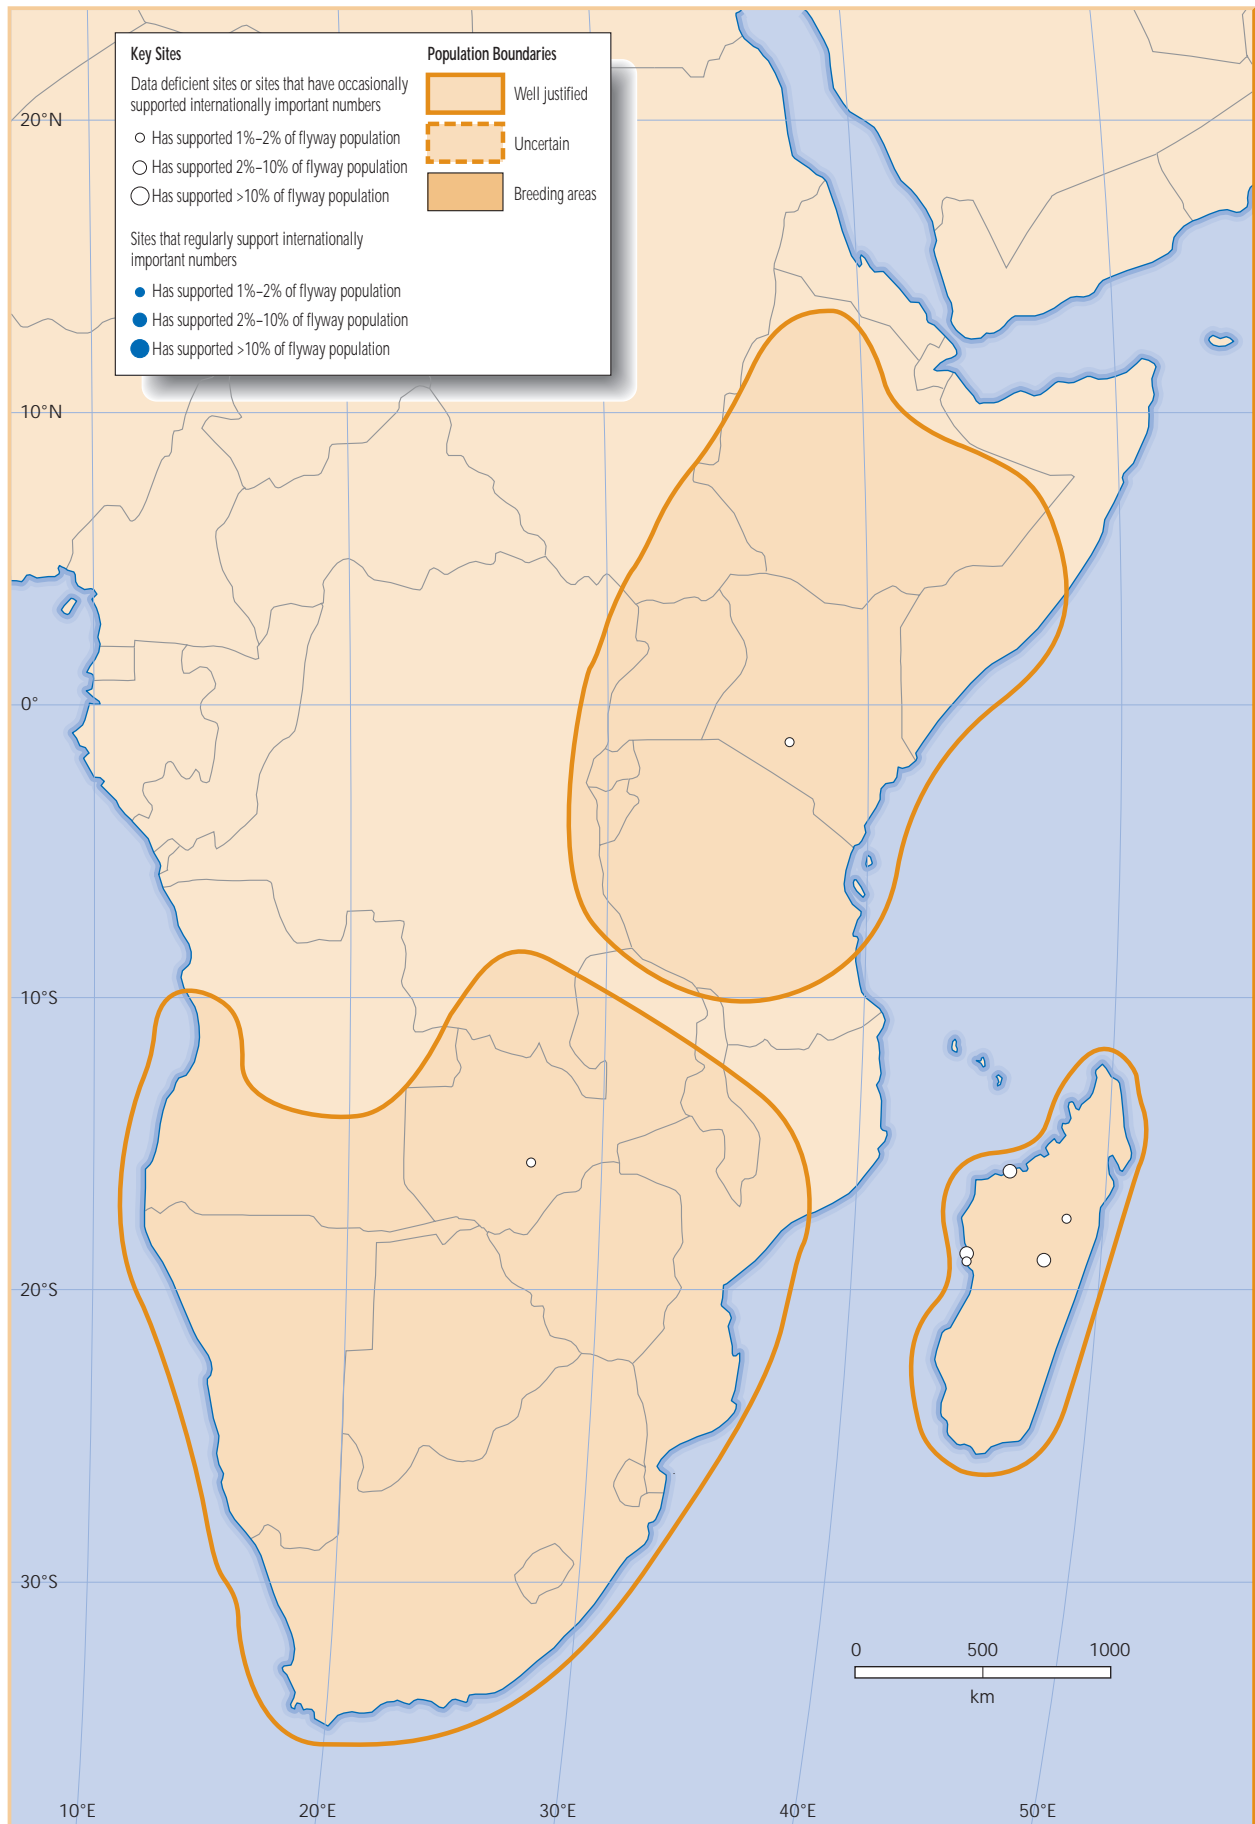 Key Sites
Data deficient sites or sites that have occasionally
supported internationally important numbers
Has supported 1%–2% of flyway population
Has supported 2%–10% of flyway population
Has supported >10% of flyway population
Sites that regularly support internationally
important numbers
Has supported 1%–2% of flyway population
Has supported 2%–10% of flyway population
Has supported >10% of flyway population
Population Boundaries
Well justified
Uncertain
Breeding areas
20°N
10°N
0°
10°S
20°S
30°S
0 500 1000
km
10°E 20°E 30°E 40°E 50°E